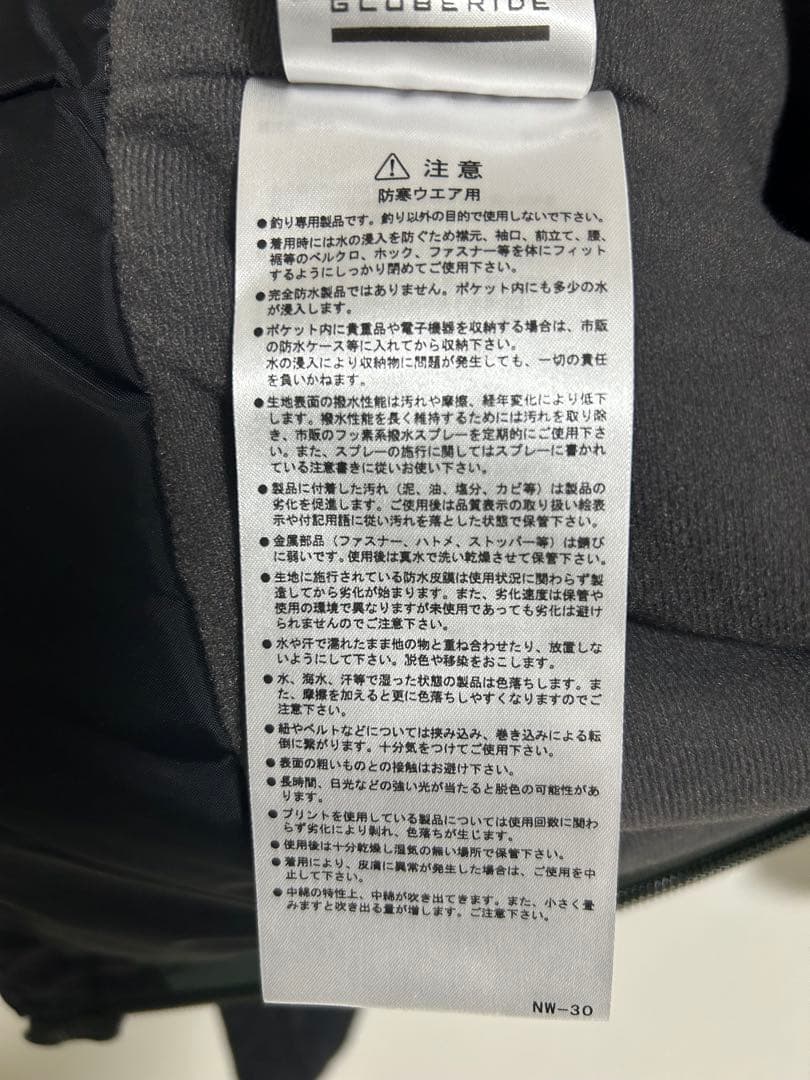 GLOBERIDE
⚠ 注意
防寒ウエア用
●釣り専用製品です。釣り以外の目的で使用しないで下さい。
●着用時には水の浸入を防ぐため襟元、袖口、前立て、腰、
裾等のベルクロ、ホック、ファスナー等を体にフィット
するようにしっかり閉めてご使用下さい。
●完全防水製品ではありません。ポケット内にも多少の水
が浸入します。
●ポケット内に貴重品や電子機器を収納する場合は、市販
の防水ケース等に入れてから収納下さい。
水の浸入により収納物に問題が発生しても、一切の責任
を負いかねます。
●生地表面の撥水性能は汚れや摩擦、経年変化により低下
します。撥水性能を長く維持するためには汚れを取り除
き、市販のフッ素系撥水スプレーを定期的にご使用下さ
い。また、スプレーの施行に関してはスプレーに書かれ
ている注意書きに従いお使い下さい。
●製品に付着した汚れ（泥、油、塩分、カビ等）は製品の
劣化を促進します。ご使用後は品質表示の取り扱い絵表
示や付記用語に従い汚れを落とした状態で保管下さい。
●金属部品（ファスナー、ハトメ、ストッパー等）は錆び
に弱いです。使用後は真水で洗い乾燥させて保管下さい。
●生地に施行されている防水皮膜は使用状況に関わらず製
造してから劣化が始まります。また、劣化速度は保管や
使用の環境で異なりますが未使用であっても劣化は避け
られませんのでご注意下さい。
●水や汗で濡れたまま他の物と重ね合わせたり、放置しな
いようにして下さい。脱色や移染をおこします。
●水、海水、汗等で湿った状態の製品は色落ちします。ま
た、摩擦を加えると更に色落ちしやすくなりますのでご
注意下さい。
●紐やベルトなどについては挟み込み、巻き込みによる転
倒に繋がります。十分気をつけてご使用下さい。
●表面の粗いものとの接触はお避け下さい。
●長時間、日光などの強い光が当たると脱色の可能性があ
ります。
●プリントを使用している製品については使用回数に関わ
らず劣化により剥れ、色落ちが生じます。
●使用後は十分乾燥し湿気の無い場所で保管下さい。
●着用により、皮膚に異常が発生した場合は、ご使用を中
止して下さい。
●中綿の特性上、中綿が吹き出てきます。また、小さく畳
みますと吹き出る量が増します。ご注意下さい。
NW-30